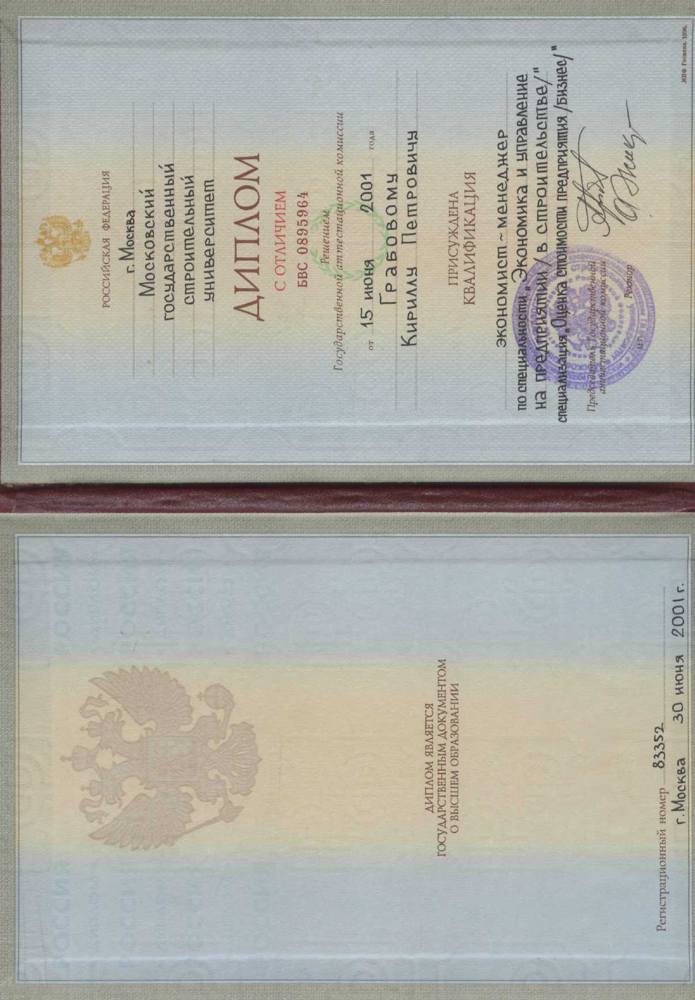 ДИПЛОМ ЯВЛЯЕТСЯ
ГОСУДАРСТВЕННЫМ ДОКУМЕНТОМ
О ВЫСШЕМ ОБРАЗОВАНИИ
Регистрационный номер 83352
г. Москва 30 июня 2001 г.
РОССИЙСКАЯ ФЕДЕРАЦИЯ
г. Москва
Московский
государственный
строительный
университет
ДИПЛОМ
С ОТЛИЧИЕМ
БВС 0895964
Решением
Государственной аттестационной комиссии
от 15 июня 2001 года
Грабовому
Кириллу Петровичу
ПРИСУЖДЕНА
КВАЛИФИКАЦИЯ
экономист-менеджер
по специальности „Экономика и управление
на предприятии /в строительстве/"
специализация „Оценка стоимости предприятия /бизнес/"
Председатель Государственной
аттестационной комиссии
М.П. Ректор
МПФ Гознака. 1996.